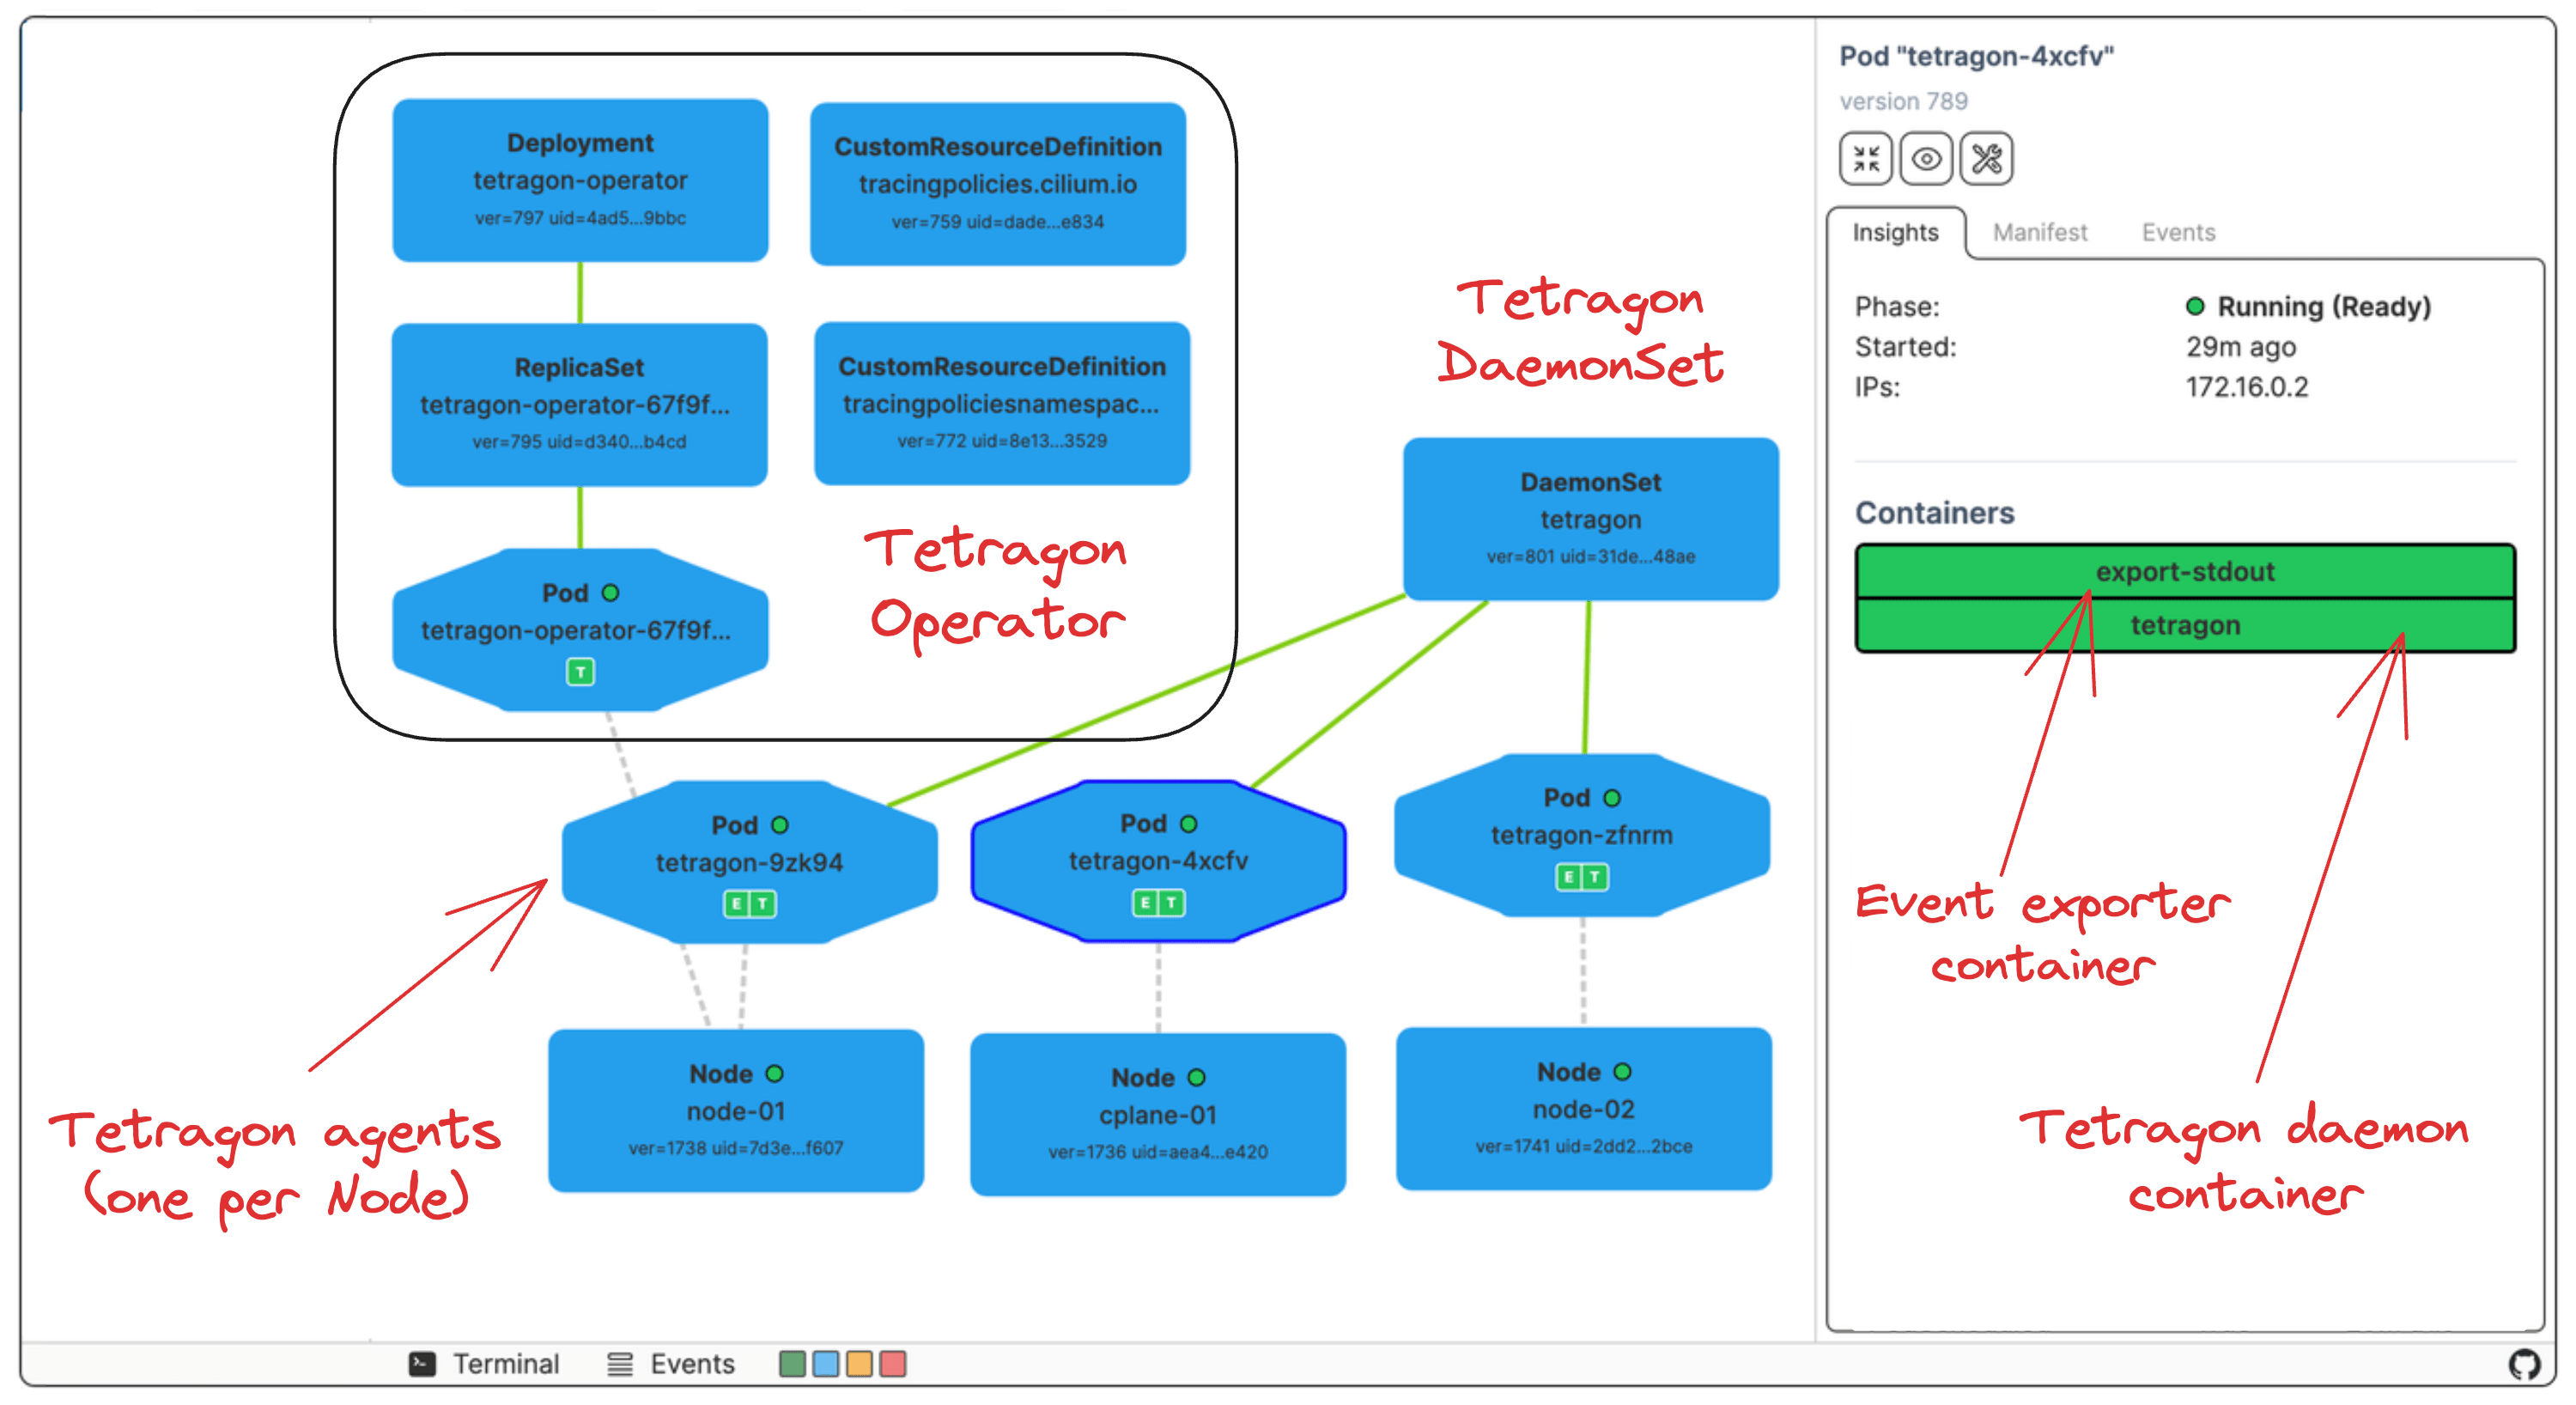 Deployment
tetragon-operator
ver=797 uid=4ad5...9bbc
CustomResourceDefinition
tracingpolicies.cilium.io
ver=759 uid=dade...e834
ReplicaSet
tetragon-operator-67f9f...
ver=795 uid=d340...b4cd
CustomResourceDefinition
tracingpoliciesnamespac...
ver=772 uid=8e13...3529
Pod
tetragon-operator-67f9f...
T
Tetragon
Operator
Tetragon
DaemonSet
DaemonSet
tetragon
ver=801 uid=31de...48ae
Pod
tetragon-9zk94
E T
Pod
tetragon-4xcfv
E T
Pod
tetragon-zfnrm
E T
Tetragon agents
(one per Node)
Node
node-01
ver=1738 uid=7d3e...f607
Node
cplane-01
ver=1736 uid=aea4...e420
Node
node-02
ver=1741 uid=2dd2...2bce
Pod "tetragon-4xcfv"
version 789
Insights Manifest Events
Phase: Running (Ready)
Started: 29m ago
IPs: 172.16.0.2
Containers
export-stdout
tetragon
Event exporter
container
Tetragon daemon
container
Terminal Events